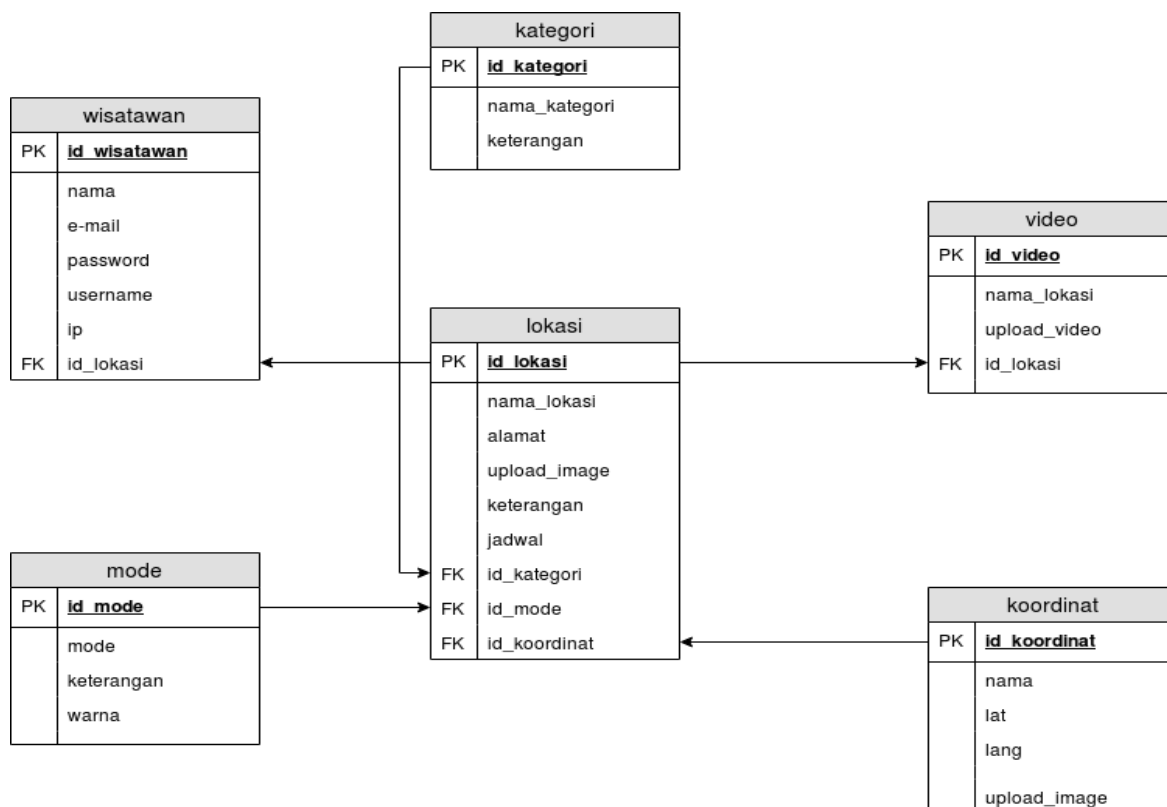 kategori
PK id_kategori
nama_kategori
keterangan
wisatawan
PK id_wisatawan
nama
e-mail
password
username
ip
FK id_lokasi
video
PK id_video
nama_lokasi
upload_video
FK id_lokasi
lokasi
PK id_lokasi
nama_lokasi
alamat
upload_image
keterangan
jadwal
FK id_kategori
FK id_mode
FK id_koordinat
mode
PK id_mode
mode
keterangan
warna
koordinat
PK id_koordinat
nama
lat
lang
upload_image